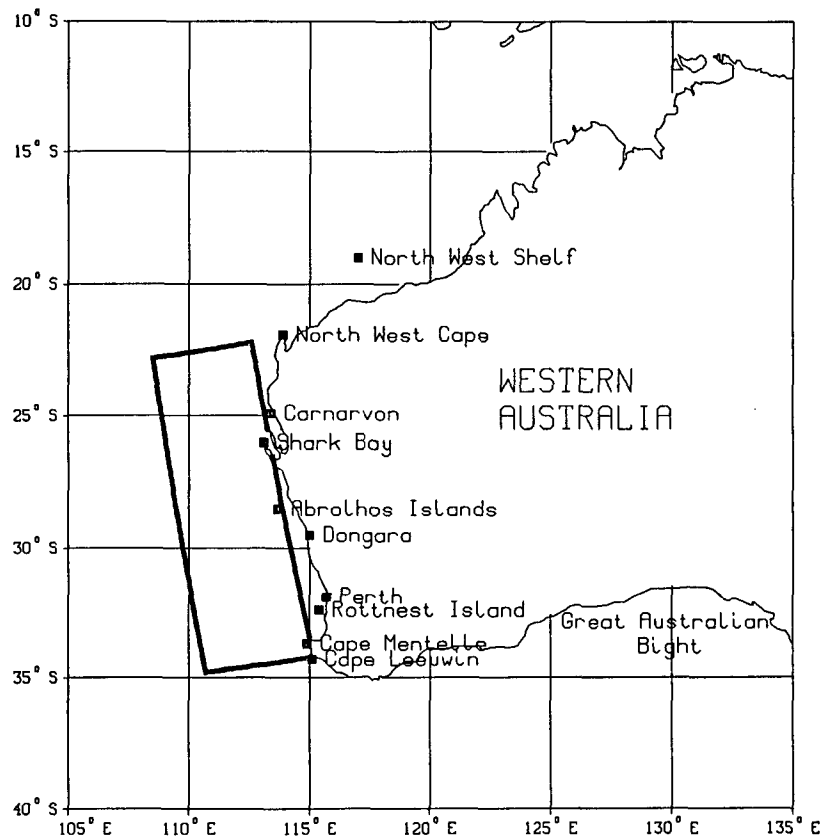 10° S
15° S
North West Shelf
20° S
North West Cape
WESTERN
AUSTRALIA
25° S
Carnarvon
Shark Bay
Abrolhos Islands
Dongara
30° S
Perth
Rottnest Island
Great Australian
Bight
Cape Mentelle
Cape Leeuwin
35° S
40° S
105° E
110° E
115° E
120° E
125° E
130° E
135° E